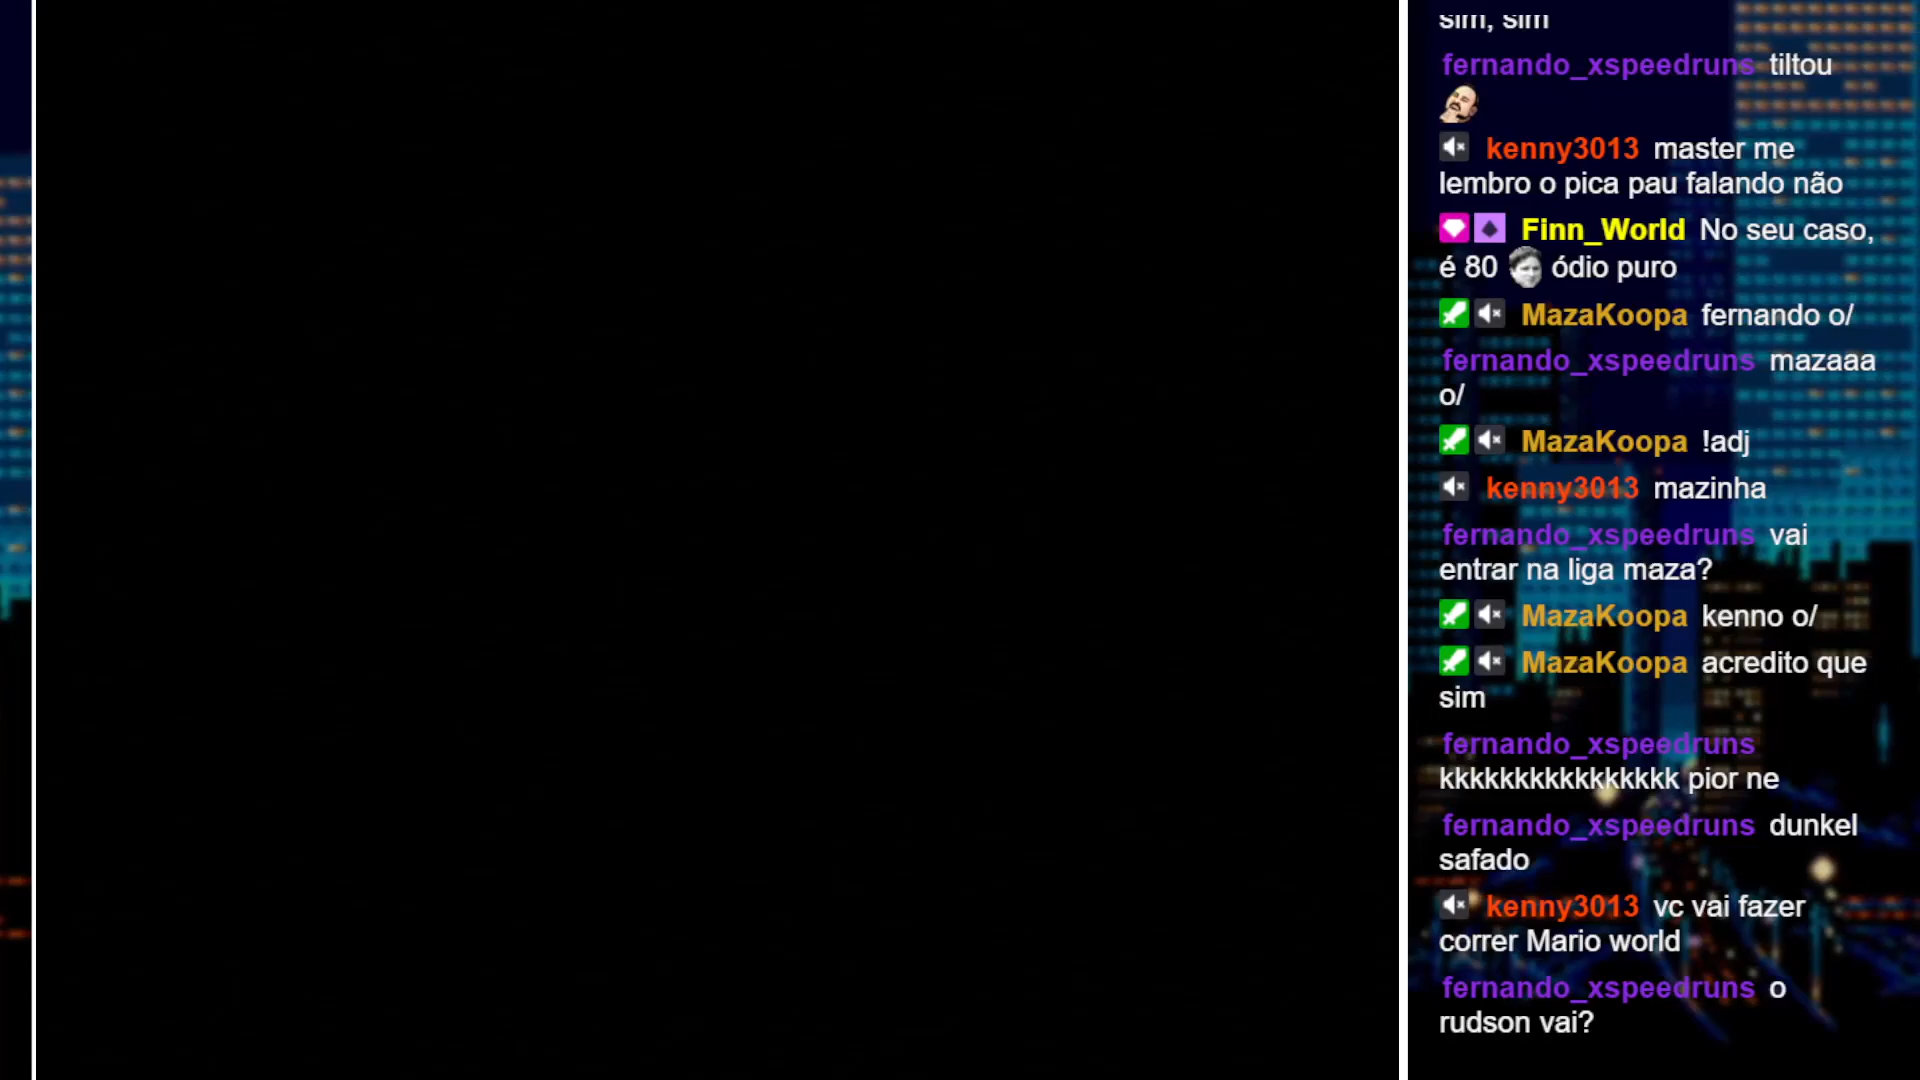 sim, sim
fernando_xspeedruns tiltou
kenny3013 master me
lembro o pica pau falando não
Finn_World No seu caso,
é 80 ódio puro
MazaKoopa fernando o/
fernando_xspeedruns mazaaa
o/
MazaKoopa !adj
kenny3013 mazinha
fernando_xspeedruns vai
entrar na liga maza?
MazaKoopa kenno o/
MazaKoopa acredito que
sim
fernando_xspeedruns
kkkkkkkkkkkkkkkk pior ne
fernando_xspeedruns dunkel
safado
kenny3013 vc vai fazer
correr Mario world
fernando_xspeedruns o
rudson vai?